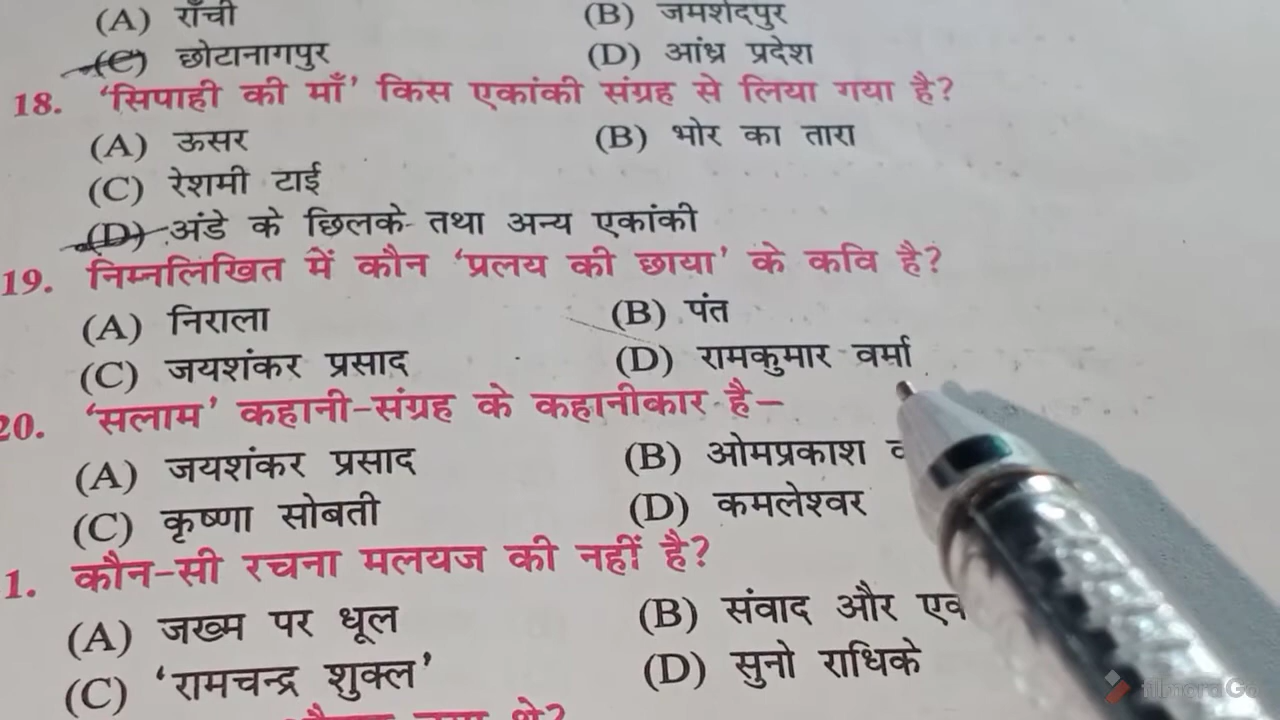 (A) राँची (B) जमशेदपुर
(C) छोटानागपुर (D) आंध्र प्रदेश
18. ‘सिपाही की माँ’ किस एकांकी संग्रह से लिया गया है?
(A) ऊसर (B) भोर का तारा
(C) रेशमी टाई
(D) अंडे के छिलके तथा अन्य एकांकी
19. निम्नलिखित में कौन ‘प्रलय की छाया’ के कवि है?
(A) निराला (B) पंत
(C) जयशंकर प्रसाद (D) रामकुमार वर्मा
20. ‘सलाम’ कहानी-संग्रह के कहानीकार है–
(A) जयशंकर प्रसाद (B) ओमप्रकाश
(C) कृष्णा सोबती (D) कमलेश्वर
1. कौन-सी रचना मलयज की नहीं है?
(A) जख्म पर धूल (B) संवाद और
(C) ‘रामचन्द्र शुक्ल’ (D) सुनो राधिके
filmoraGo